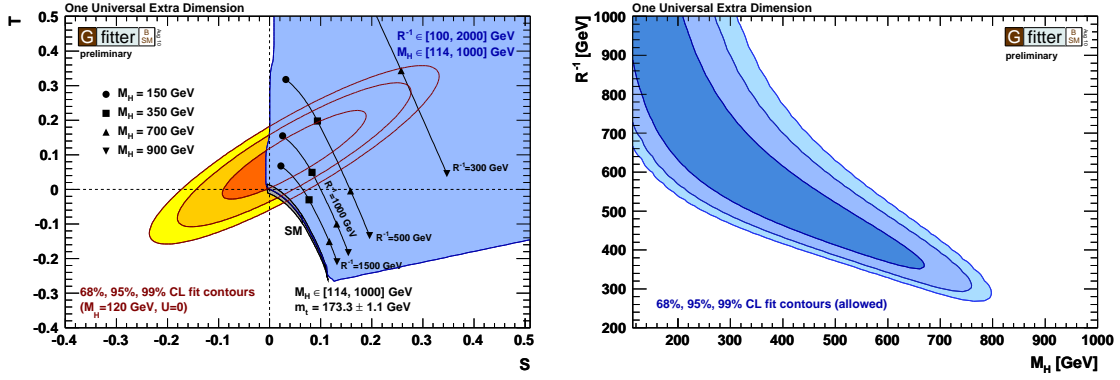 One Universal Extra Dimension
T
0.5
0.4
0.3
0.2
0.1
0
-0.1
-0.2
-0.3
-0.4
G fitter B SM Aug 10
preliminary
R⁻¹ ∈ [100, 2000] GeV
M_H ∈ [114, 1000] GeV
M_H = 150 GeV
M_H = 350 GeV
M_H = 700 GeV
M_H = 900 GeV
R⁻¹=300 GeV
R⁻¹=1000 GeV
R⁻¹=500 GeV
R⁻¹=1500 GeV
SM
68%, 95%, 99% CL fit contours
(M_H=120 GeV, U=0)
M_H ∈ [114, 1000] GeV
m_t = 173.3 ± 1.1 GeV
-0.4 -0.3 -0.2 -0.1 0 0.1 0.2 0.3 0.4 0.5
S
One Universal Extra Dimension
R⁻¹ [GeV]
1000
900
800
700
600
500
400
300
200
G fitter B SM Aug 10
preliminary
68%, 95%, 99% CL fit contours (allowed)
200 300 400 500 600 700 800 900 1000
M_H [GeV]